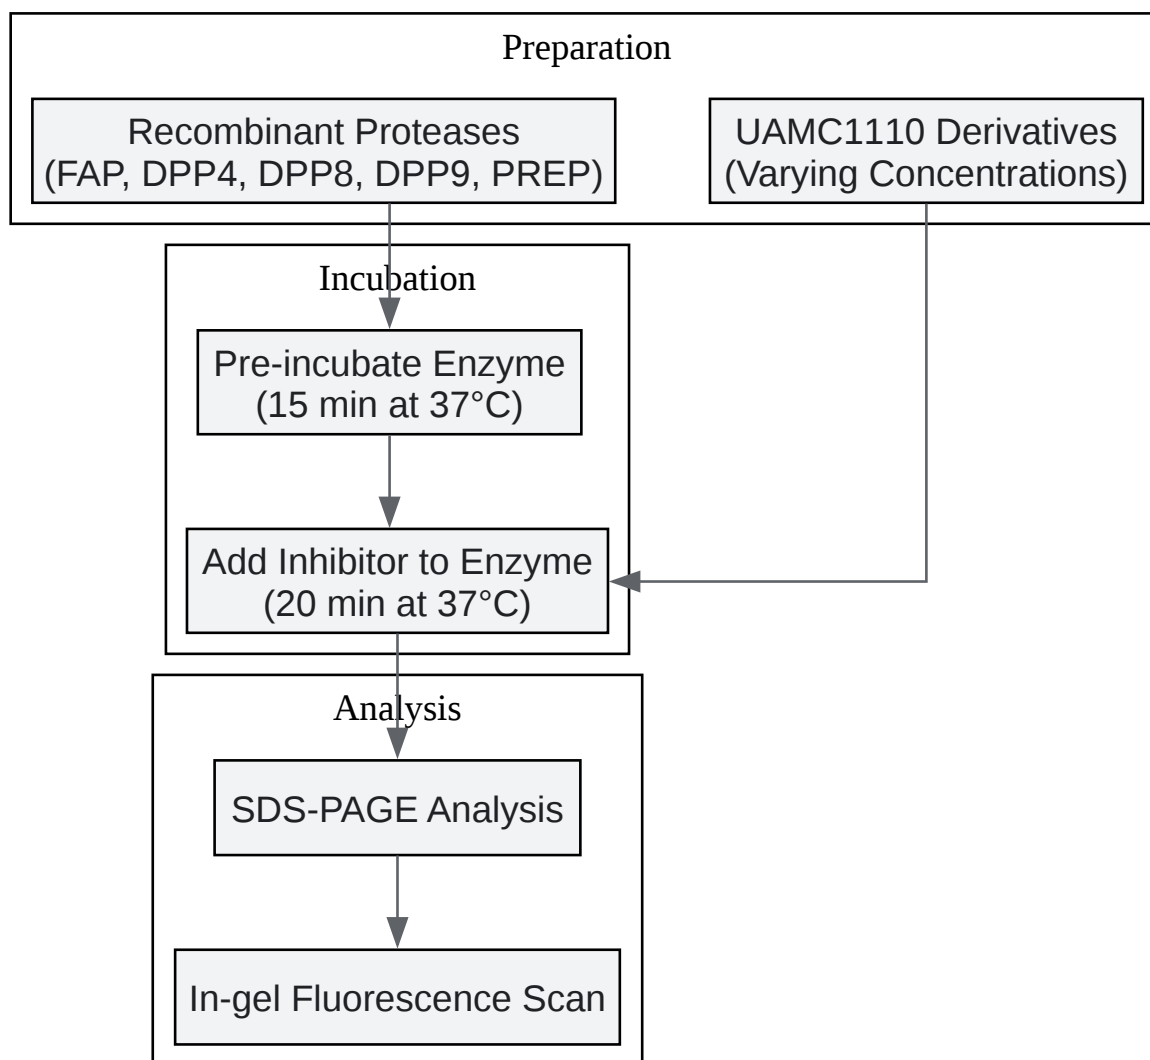 Preparation
Recombinant Proteases
(FAP, DPP4, DPP8, DPP9, PREP)
UAMC1110 Derivatives
(Varying Concentrations)
Incubation
Pre-incubate Enzyme
(15 min at 37°C)
Add Inhibitor to Enzyme
(20 min at 37°C)
Analysis
SDS-PAGE Analysis
In-gel Fluorescence Scan